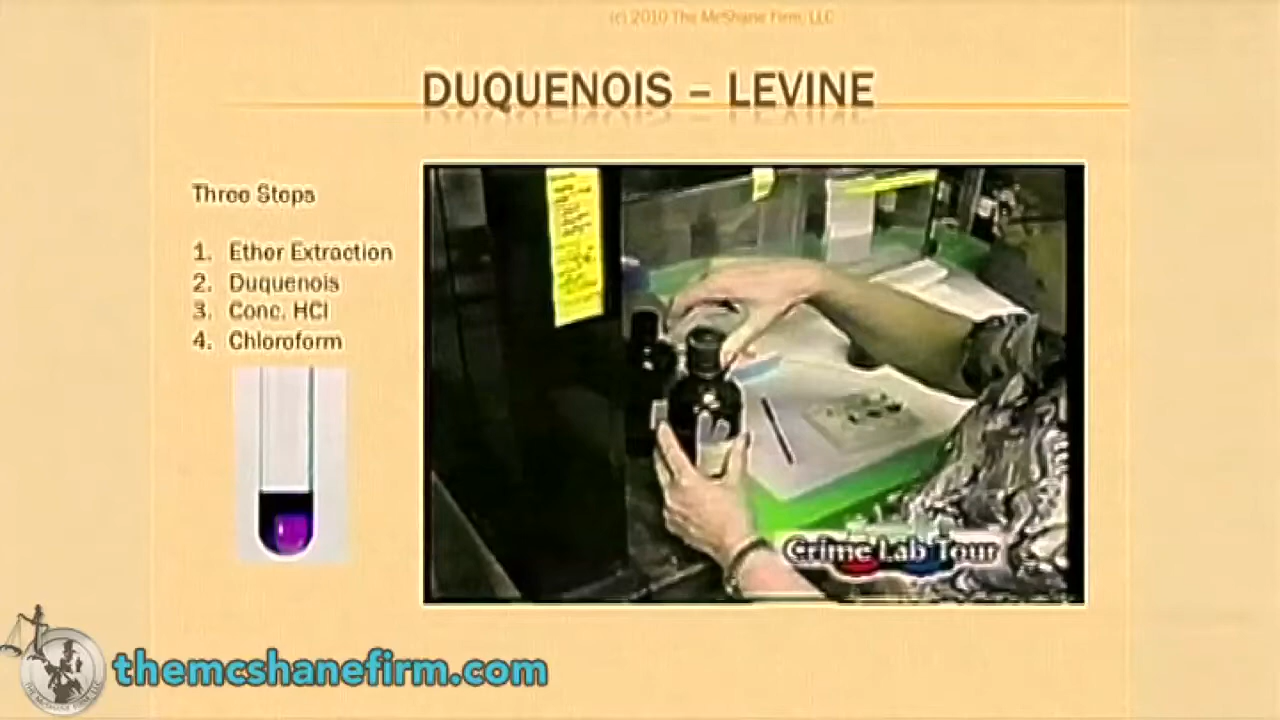 (c) 2010 The McShane Firm, LLC
DUQUENOIS – LEVINE
Three Steps
1. Ether Extraction
2. Duquenois
3. Conc. HCl
4. Chloroform
Crime Lab Tour
themcshanefirm.com